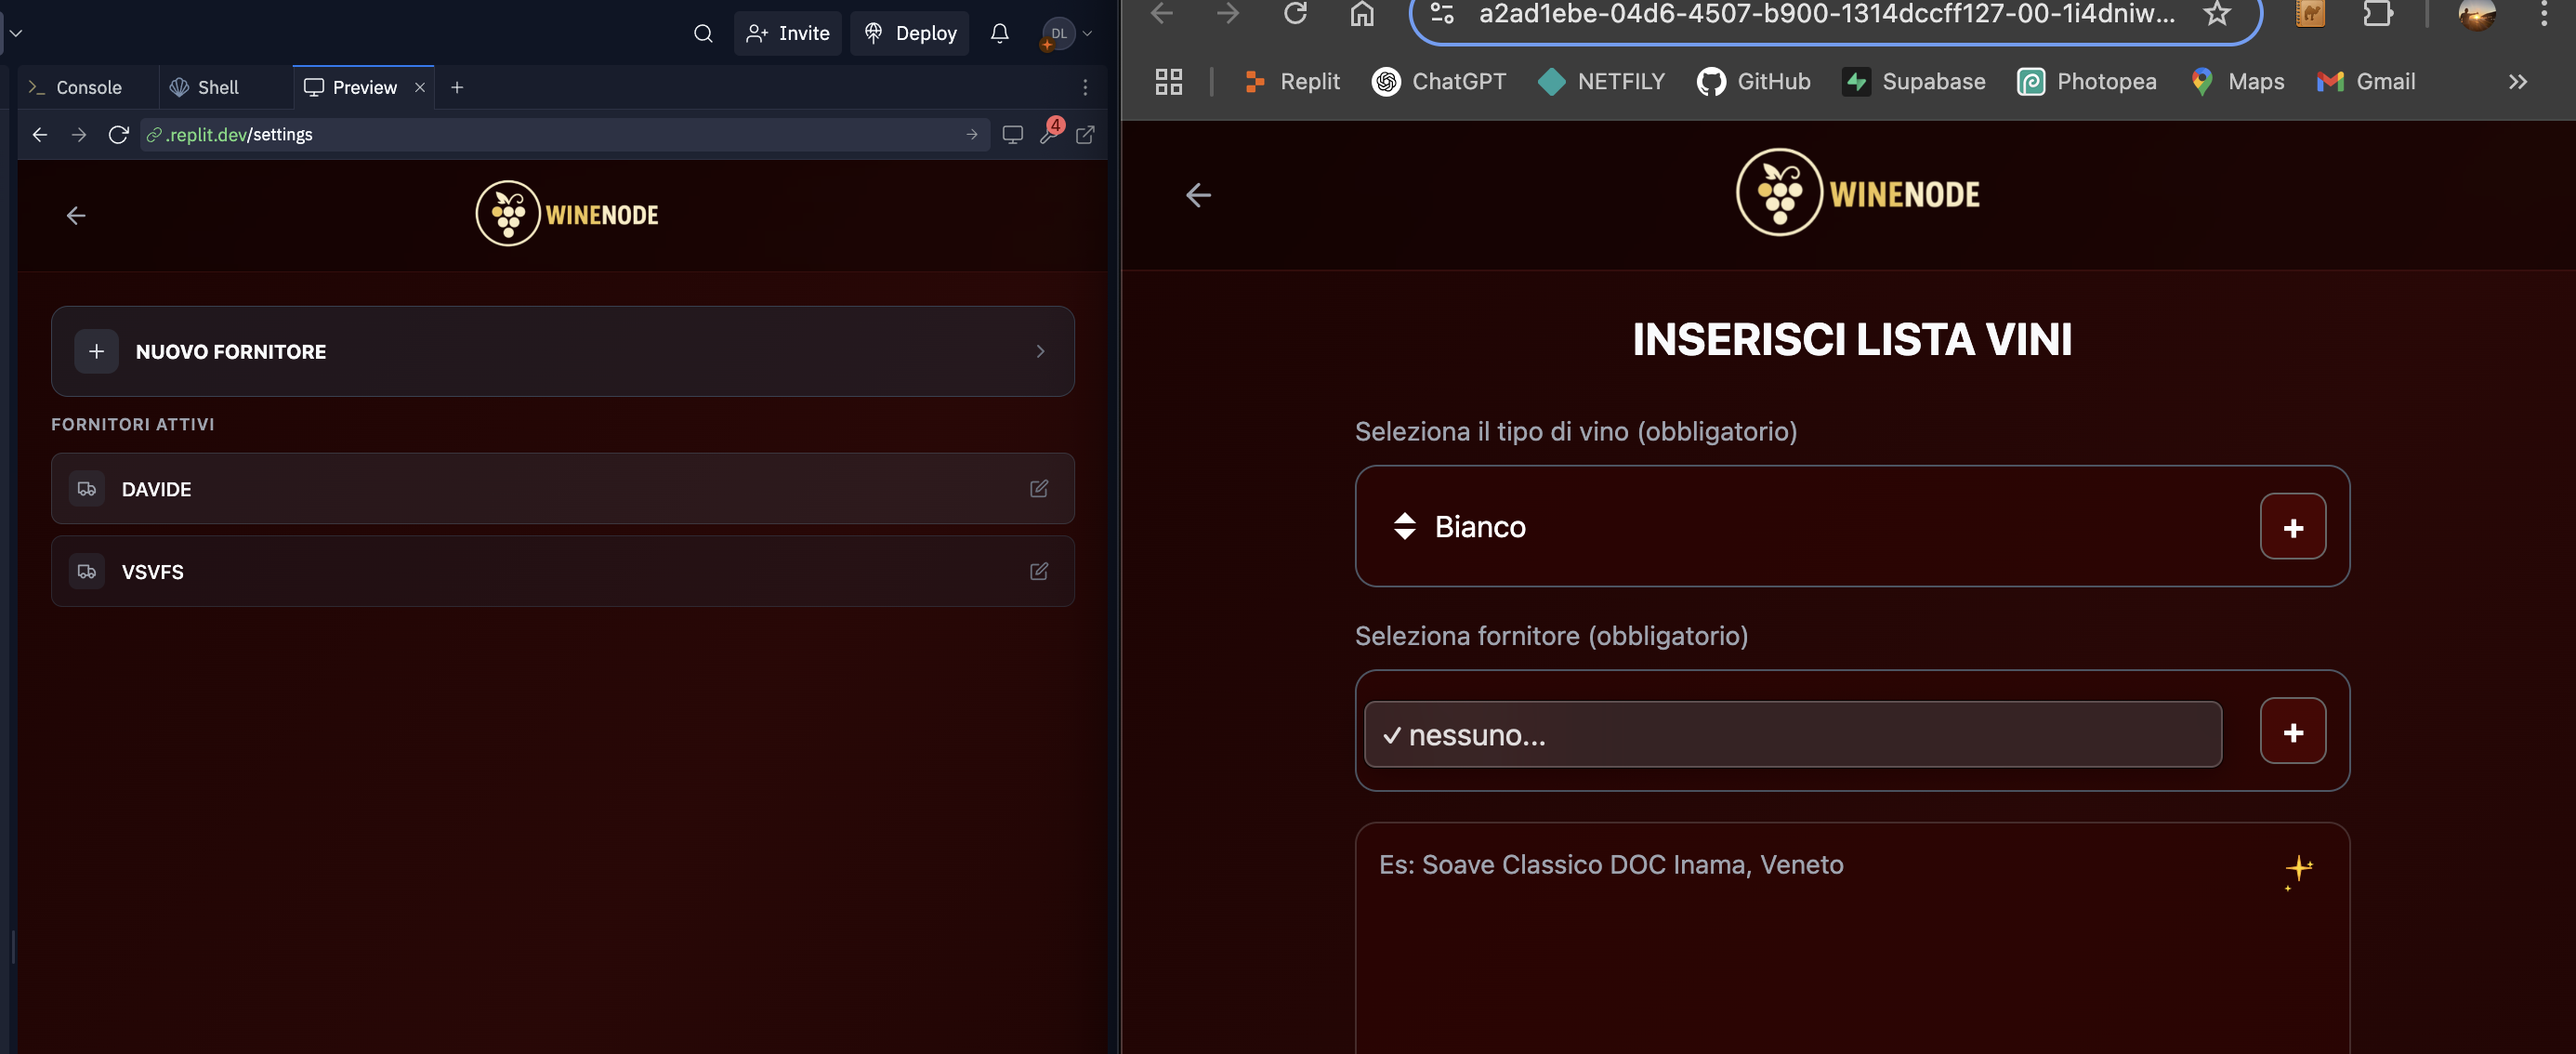 Invite
Deploy
DL
Console
Shell
Preview
.replit.dev/settings
4
WINENODE
NUOVO FORNITORE
FORNITORI ATTIVI
DAVIDE
VSVFS
a2ad1ebe-04d6-4507-b900-1314dccff127-00-1i4dniw...
Replit
ChatGPT
NETFILY
GitHub
Supabase
Photopea
Maps
Gmail
WINENODE
INSERISCI LISTA VINI
Seleziona il tipo di vino (obbligatorio)
Bianco
+
Seleziona fornitore (obbligatorio)
✓ nessuno...
+
Es: Soave Classico DOC Inama, Veneto